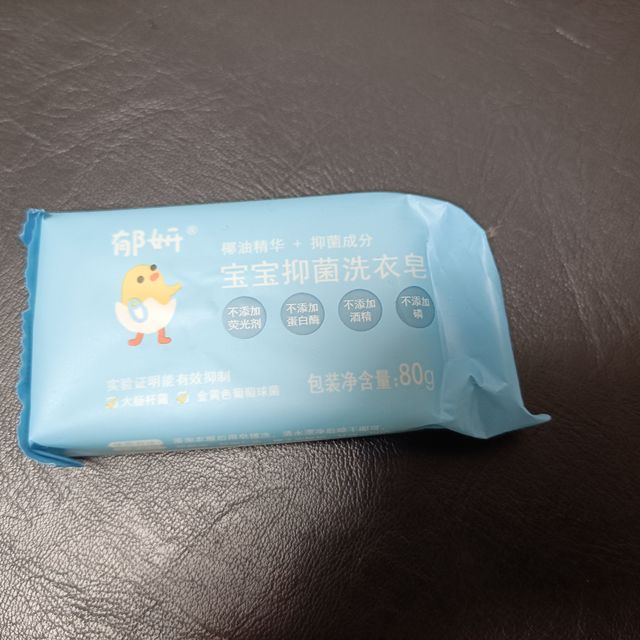 郁妍®
椰油精华 + 抑菌成分
宝宝抑菌洗衣皂
不添加
荧光剂
不添加
蛋白酶
不添加
酒精
不添加
磷
实验证明能有效抑制
大肠杆菌 金黄色葡萄球菌
包装净含量:80g